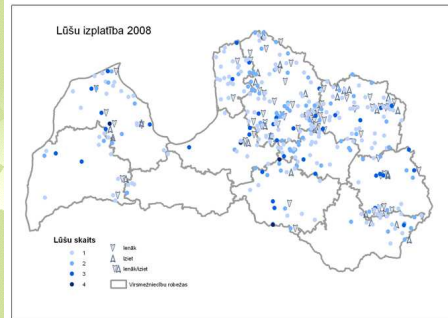 Lūšu izplatība 2008
Lūšu skaits
1
2
3
4
Ienāk
Iziet
Ienāk/iziet
Virsmežniecību robežas